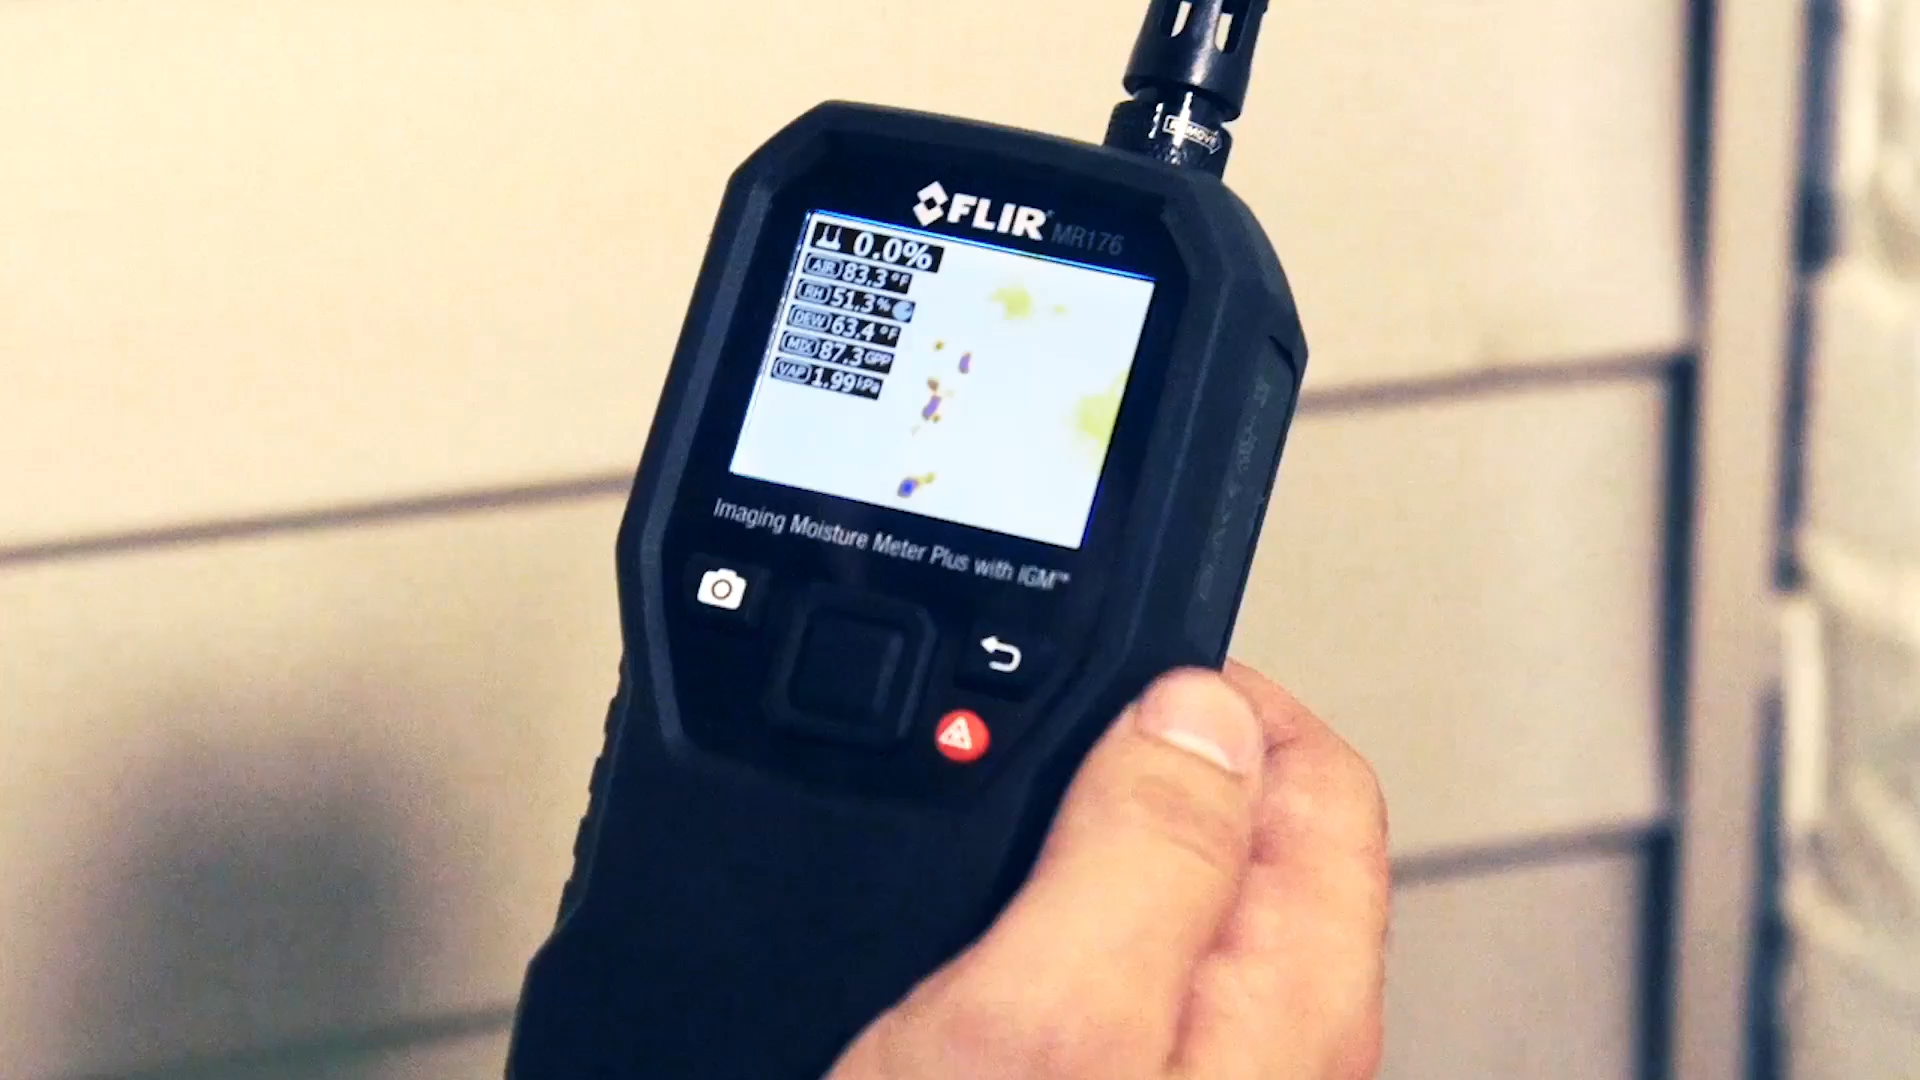 REMOVE
FLIR MR176
0.0%
AIR 83.3°F
RH 51.3%
DEW 63.4°F
MIX 87.3 GPP
VAP 1.99 kPa
Imaging Moisture Meter Plus with IGM™